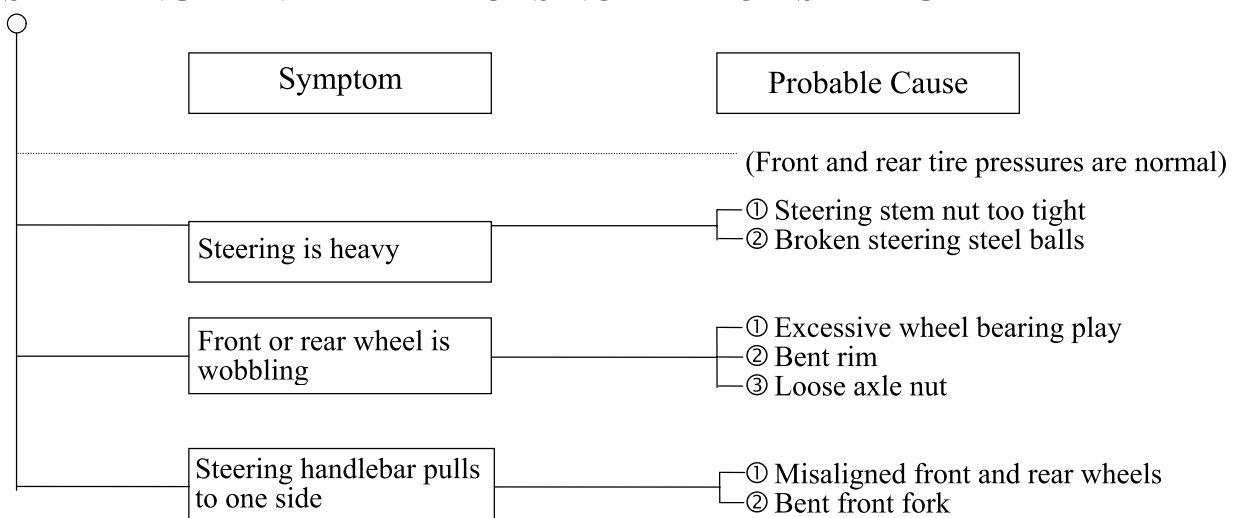 Symptom
Probable Cause
(Front and rear tire pressures are normal)
Steering is heavy
① Steering stem nut too tight
② Broken steering steel balls
Front or rear wheel is
wobbling
① Excessive wheel bearing play
② Bent rim
③ Loose axle nut
Steering handlebar pulls
to one side
① Misaligned front and rear wheels
② Bent front fork